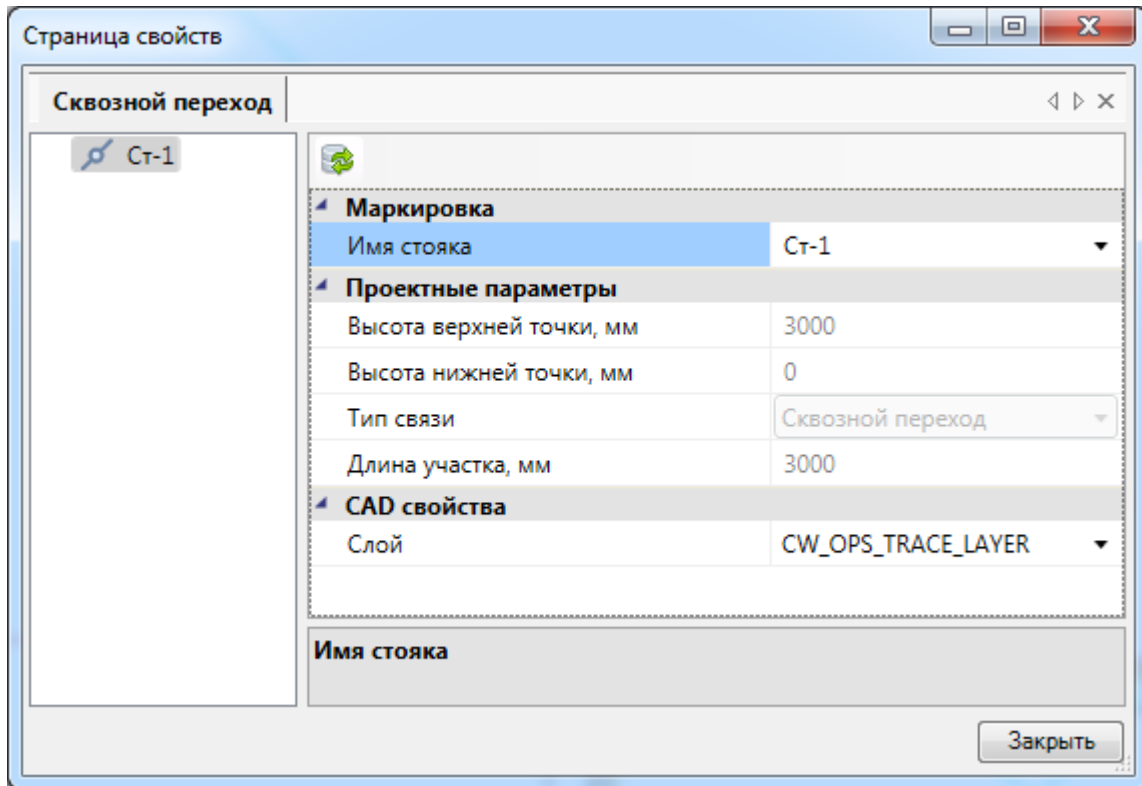 Страница свойств
Сквозной переход
Ст-1
Маркировка
Имя стояка Ст-1
Проектные параметры
Высота верхней точки, мм 3000
Высота нижней точки, мм 0
Тип связи Сквозной переход
Длина участка, мм 3000
CAD свойства
Слой CW_OPS_TRACE_LAYER
Имя стояка
Закрыть